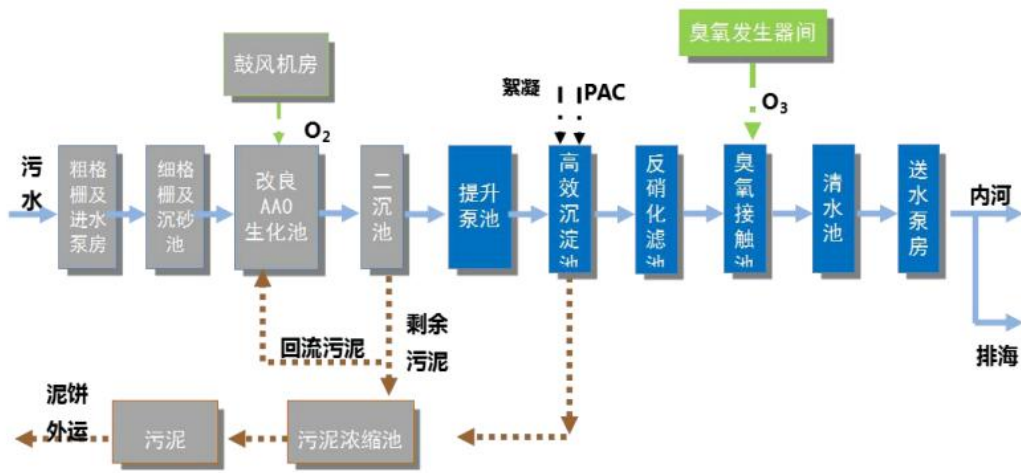 臭氧发生器间
鼓风机房
絮凝
PAC
O₂
O₃
污
水
粗格
栅及
进水
泵房
细格
栅及
沉砂
池
改良
AAO
生化池
二
沉
池
提升
泵池
高
效
沉
淀
池
反
硝
化
滤
池
臭
氧
接
触
池
清
水
池
送
水
泵
房
内河
排海
回流污泥
剩余
污泥
泥饼
外运
污泥
污泥浓缩池